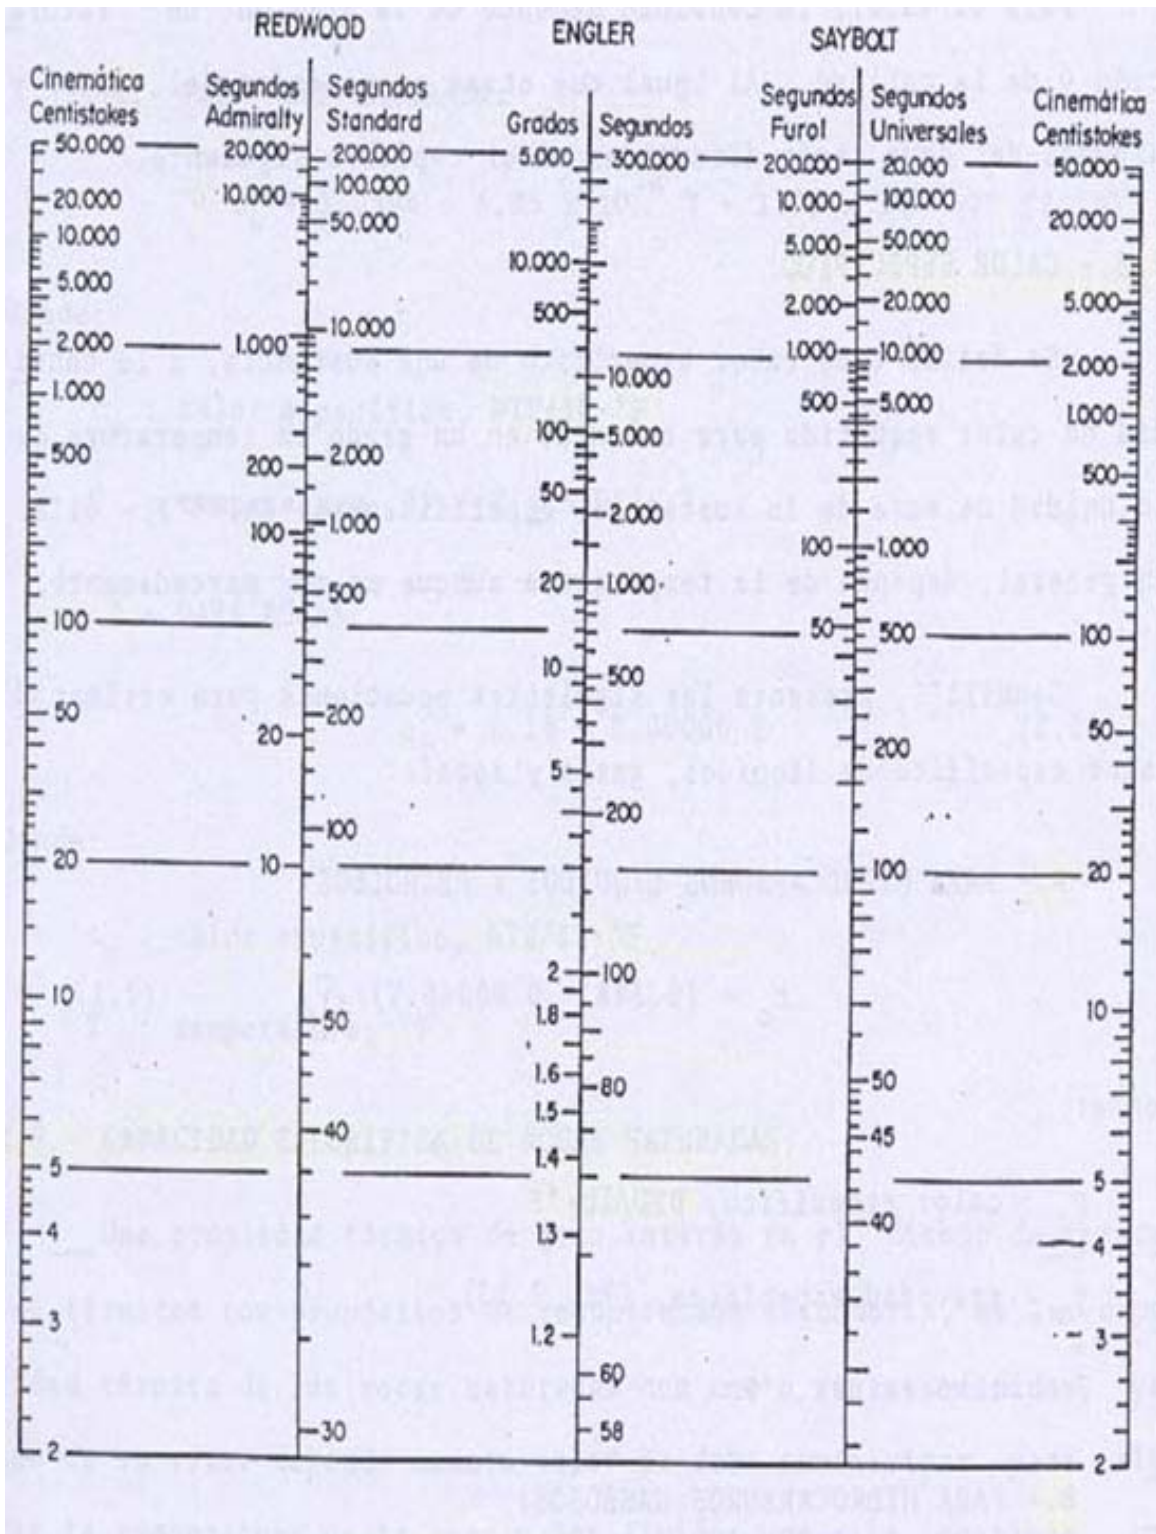 REDWOOD ENGLER SAYBOLT
Cinemática Segundos Segundos Segundos Segundos Cinemática
Centistokes Admiralty Standard Grados Segundos Furol Universales Centistokes
50.000 20.000 200.000 5.000 300.000 200.000 20.000 50.000
20.000 10.000 100.000 10.000 100.000 20.000
10.000 50.000 5.000 50.000
5.000 10.000 2.000 20.000 5.000
500
2.000 1.000 10.000 1.000 10.000 2.000
1.000 10.000 500 5.000 1.000
500 200 2.000 100 5.000 500
100 1.000 50 2.000 100 1.000
500 20 1.000
100 50 500 100
10 500
50 20 200 200 50
5
100 200
20 10 100 20
2 100
10 50 1.8 10
1.6 80 50
40 1.5 45
5 1.4 5
4 1.3 40 4
3 1.2 3
60
30 58
2 2